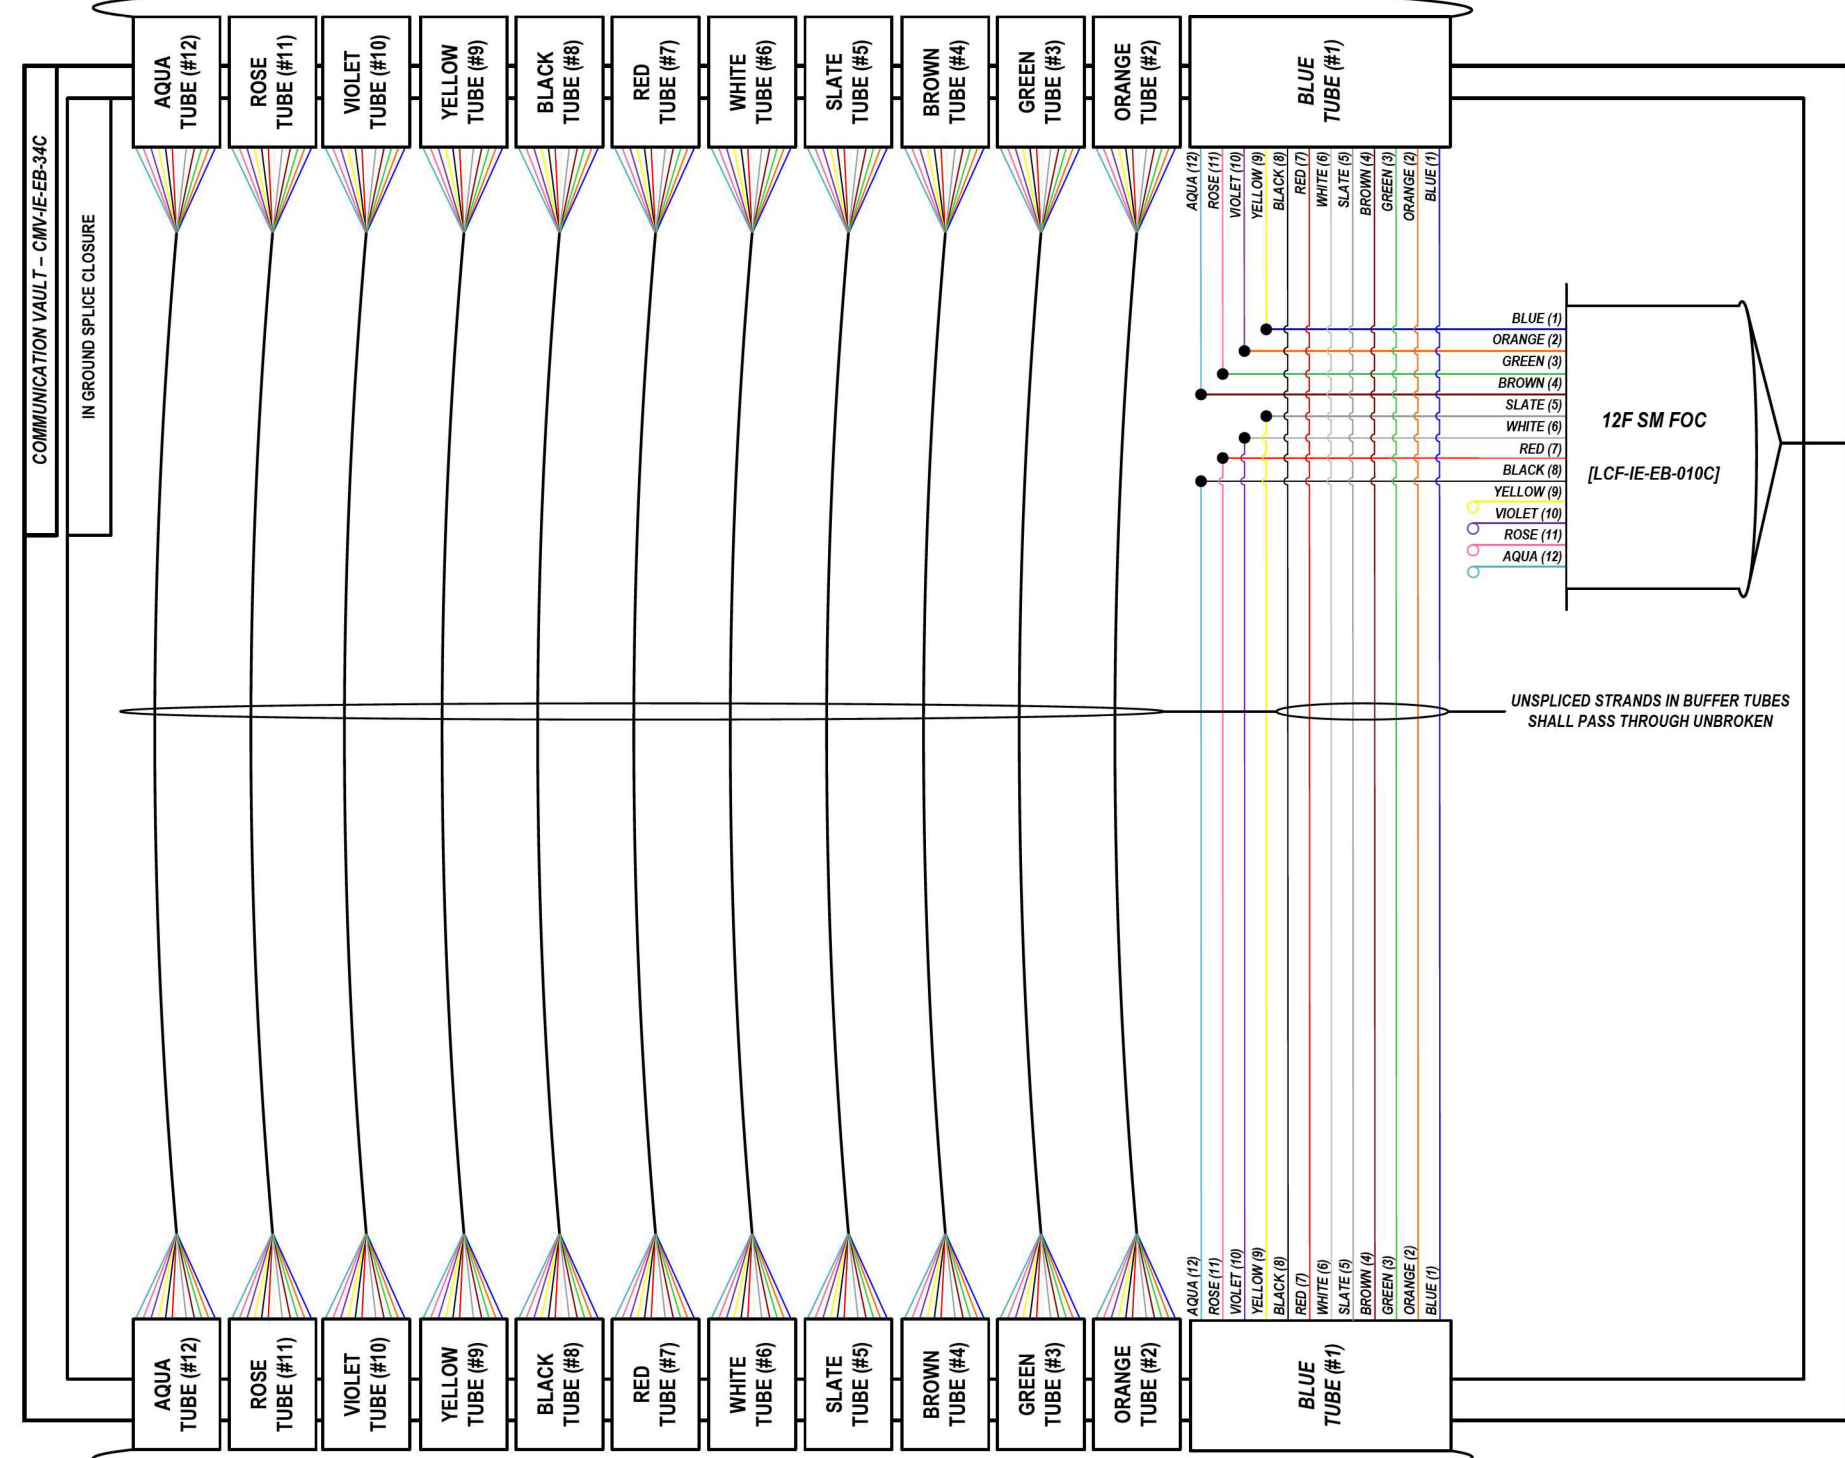 COMMUNICATION VAULT – CMV-IE-EB-34C
IN GROUND SPLICE CLOSURE
AQUA
TUBE (#12)
ROSE
TUBE (#11)
VIOLET
TUBE (#10)
YELLOW
TUBE (#9)
BLACK
TUBE (#8)
RED
TUBE (#7)
WHITE
TUBE (#6)
SLATE
TUBE (#5)
BROWN
TUBE (#4)
GREEN
TUBE (#3)
ORANGE
TUBE (#2)
BLUE
TUBE (#1)
AQUA (12)
ROSE (11)
VIOLET (10)
YELLOW (9)
BLACK (8)
RED (7)
WHITE (6)
SLATE (5)
BROWN (4)
GREEN (3)
ORANGE (2)
BLUE (1)
BLUE (1)
ORANGE (2)
GREEN (3)
BROWN (4)
SLATE (5)
WHITE (6)
RED (7)
BLACK (8)
YELLOW (9)
VIOLET (10)
ROSE (11)
AQUA (12)
12F SM FOC
[LCF-IE-EB-010C]
UNSPLICED STRANDS IN BUFFER TUBES
SHALL PASS THROUGH UNBROKEN
AQUA (12)
ROSE (11)
VIOLET (10)
YELLOW (9)
BLACK (8)
RED (7)
WHITE (6)
SLATE (5)
BROWN (4)
GREEN (3)
ORANGE (2)
BLUE (1)
AQUA
TUBE (#12)
ROSE
TUBE (#11)
VIOLET
TUBE (#10)
YELLOW
TUBE (#9)
BLACK
TUBE (#8)
RED
TUBE (#7)
WHITE
TUBE (#6)
SLATE
TUBE (#5)
BROWN
TUBE (#4)
GREEN
TUBE (#3)
ORANGE
TUBE (#2)
BLUE
TUBE (#1)